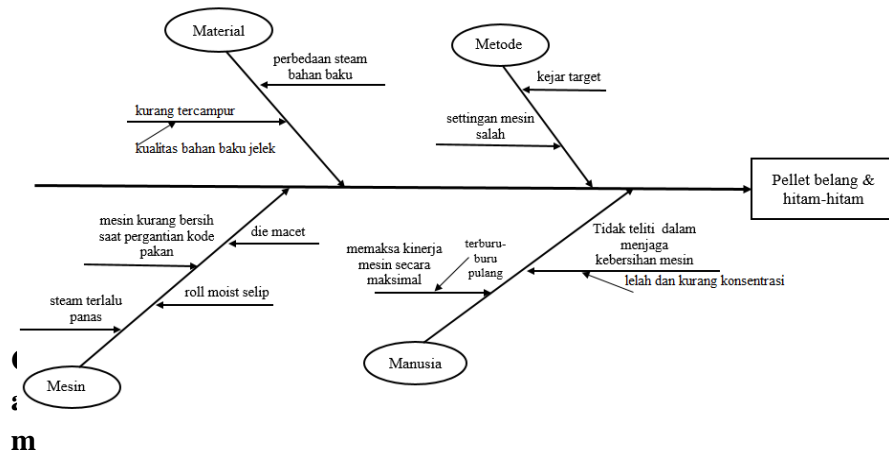 Material
Metode
perbedaan steam
bahan baku
kejar target
kurang tercampur
settingan mesin
salah
kualitas bahan baku jelek
Pellet belang &
hitam-hitam
mesin kurang bersih
saat pergantian kode
pakan
die macet
memaksa kinerja
mesin secara
maksimal
terburu-
buru
pulang
Tidak teliti dalam
menjaga
kebersihan mesin
lelah dan kurang konsentrasi
steam terlalu
panas
roll moist selip
Manusia
Mesin
m